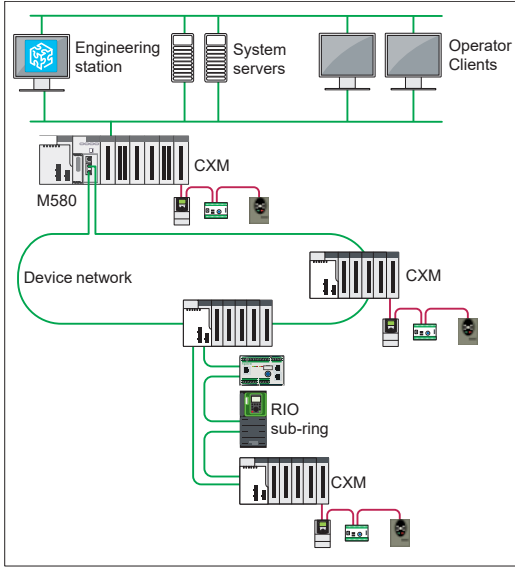 Engineering
station
System
servers
Operator
Clients
CXM
M580
Device network
CXM
RIO
sub-ring
CXM